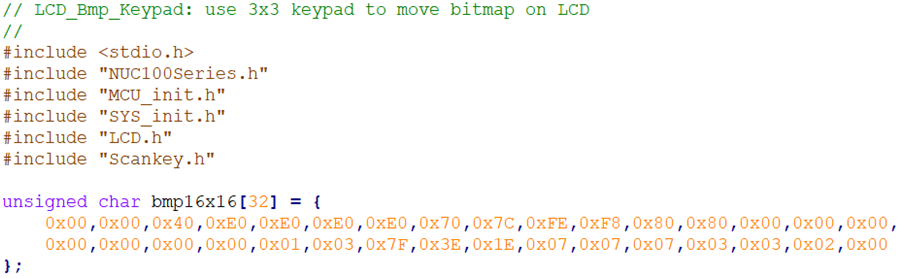 // LCD_Bmp_Keypad: use 3x3 keypad to move bitmap on LCD
//
#include <stdio.h>
#include "NUC100Series.h"
#include "MCU_init.h"
#include "SYS_init.h"
#include "LCD.h"
#include "Scankey.h"

unsigned char bmp16x16[32] = {
    0x00,0x00,0x40,0xE0,0xE0,0xE0,0xE0,0x70,0x7C,0xFE,0xF8,0x80,0x80,0x00,0x00,0x00,
    0x00,0x00,0x00,0x00,0x01,0x03,0x7F,0x3E,0x1E,0x07,0x07,0x07,0x03,0x03,0x02,0x00
};